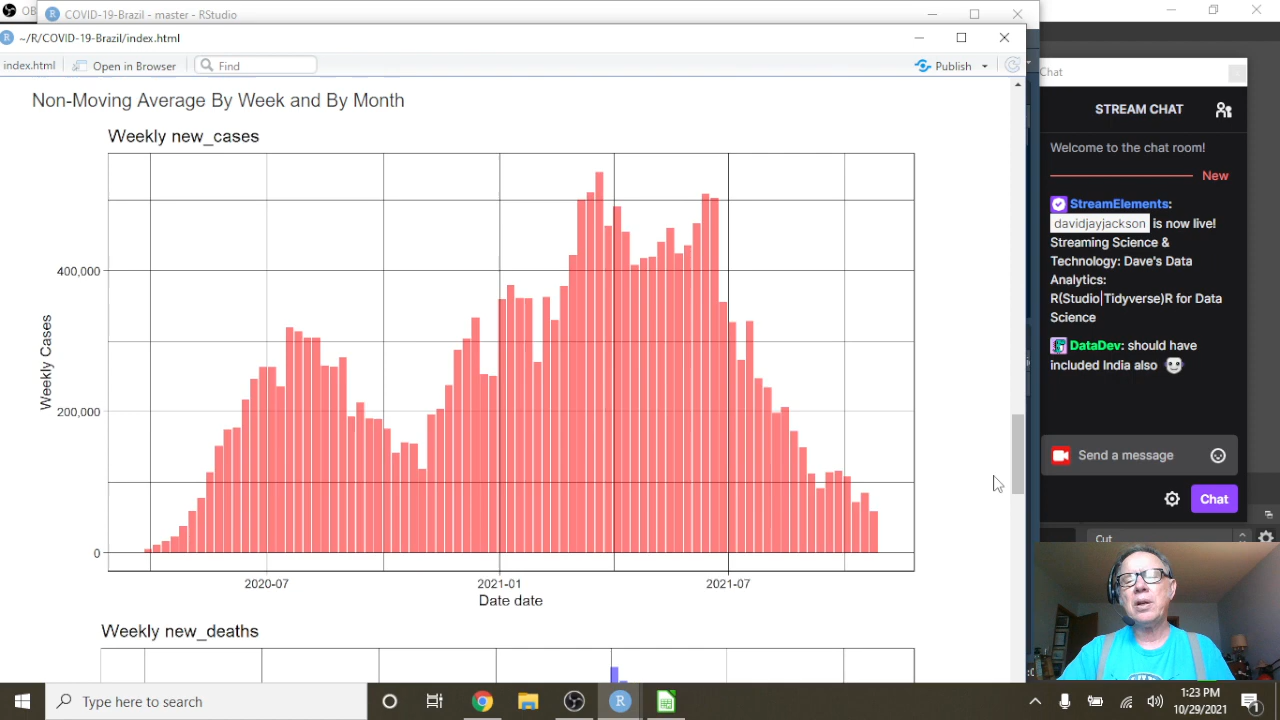 OB
COVID-19-Brazil - master - RStudio
~/R/COVID-19-Brazil/index.html
index.html
Open in Browser
Find
Publish
Non-Moving Average By Week and By Month
Weekly new_cases
400,000
200,000
0
Weekly Cases
2020-07
2021-01
2021-07
Date date
Weekly new_deaths
Chat
STREAM CHAT
Welcome to the chat room!
New
StreamElements:
davidjayjackson is now live!
Streaming Science &
Technology: Dave's Data
Analytics:
R(Studio|Tidyverse)R for Data
Science
DataDev: should have
included India also
Send a message
Chat
Cut
Type here to search
1:23 PM
10/29/2021
1